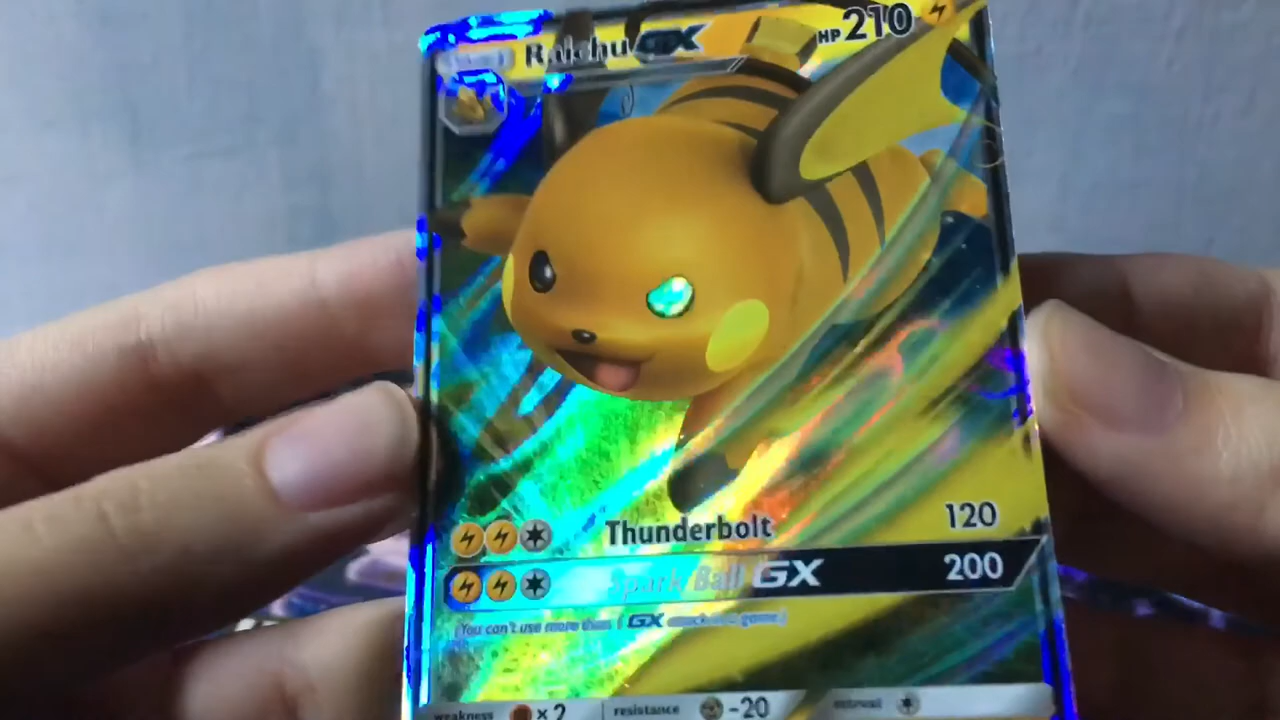 Raichu GX HP 210
Thunderbolt 120
Spark Ball GX 200
(You can't use more than 1 GX attack in a game.)
weakness ×2 resistance -20 retreat